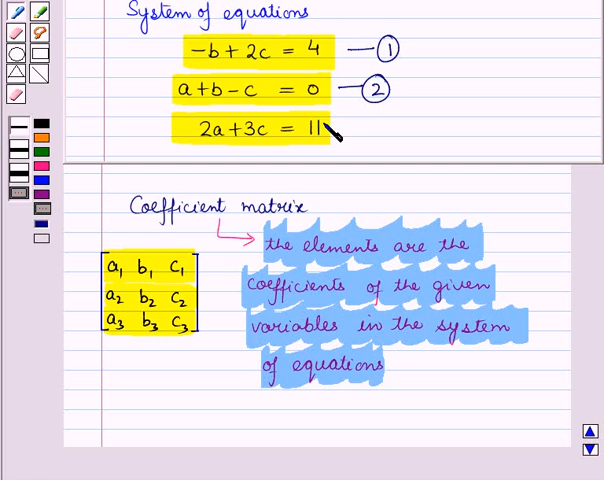 System of equations
-b + 2c = 4 — 1
a + b - c = 0 — 2
2a + 3c = 11
Coefficient matrix
the elements are the
coefficients of the given
variables in the system
of equations
a₁ b₁ c₁
a₂ b₂ c₂
a₃ b₃ c₃